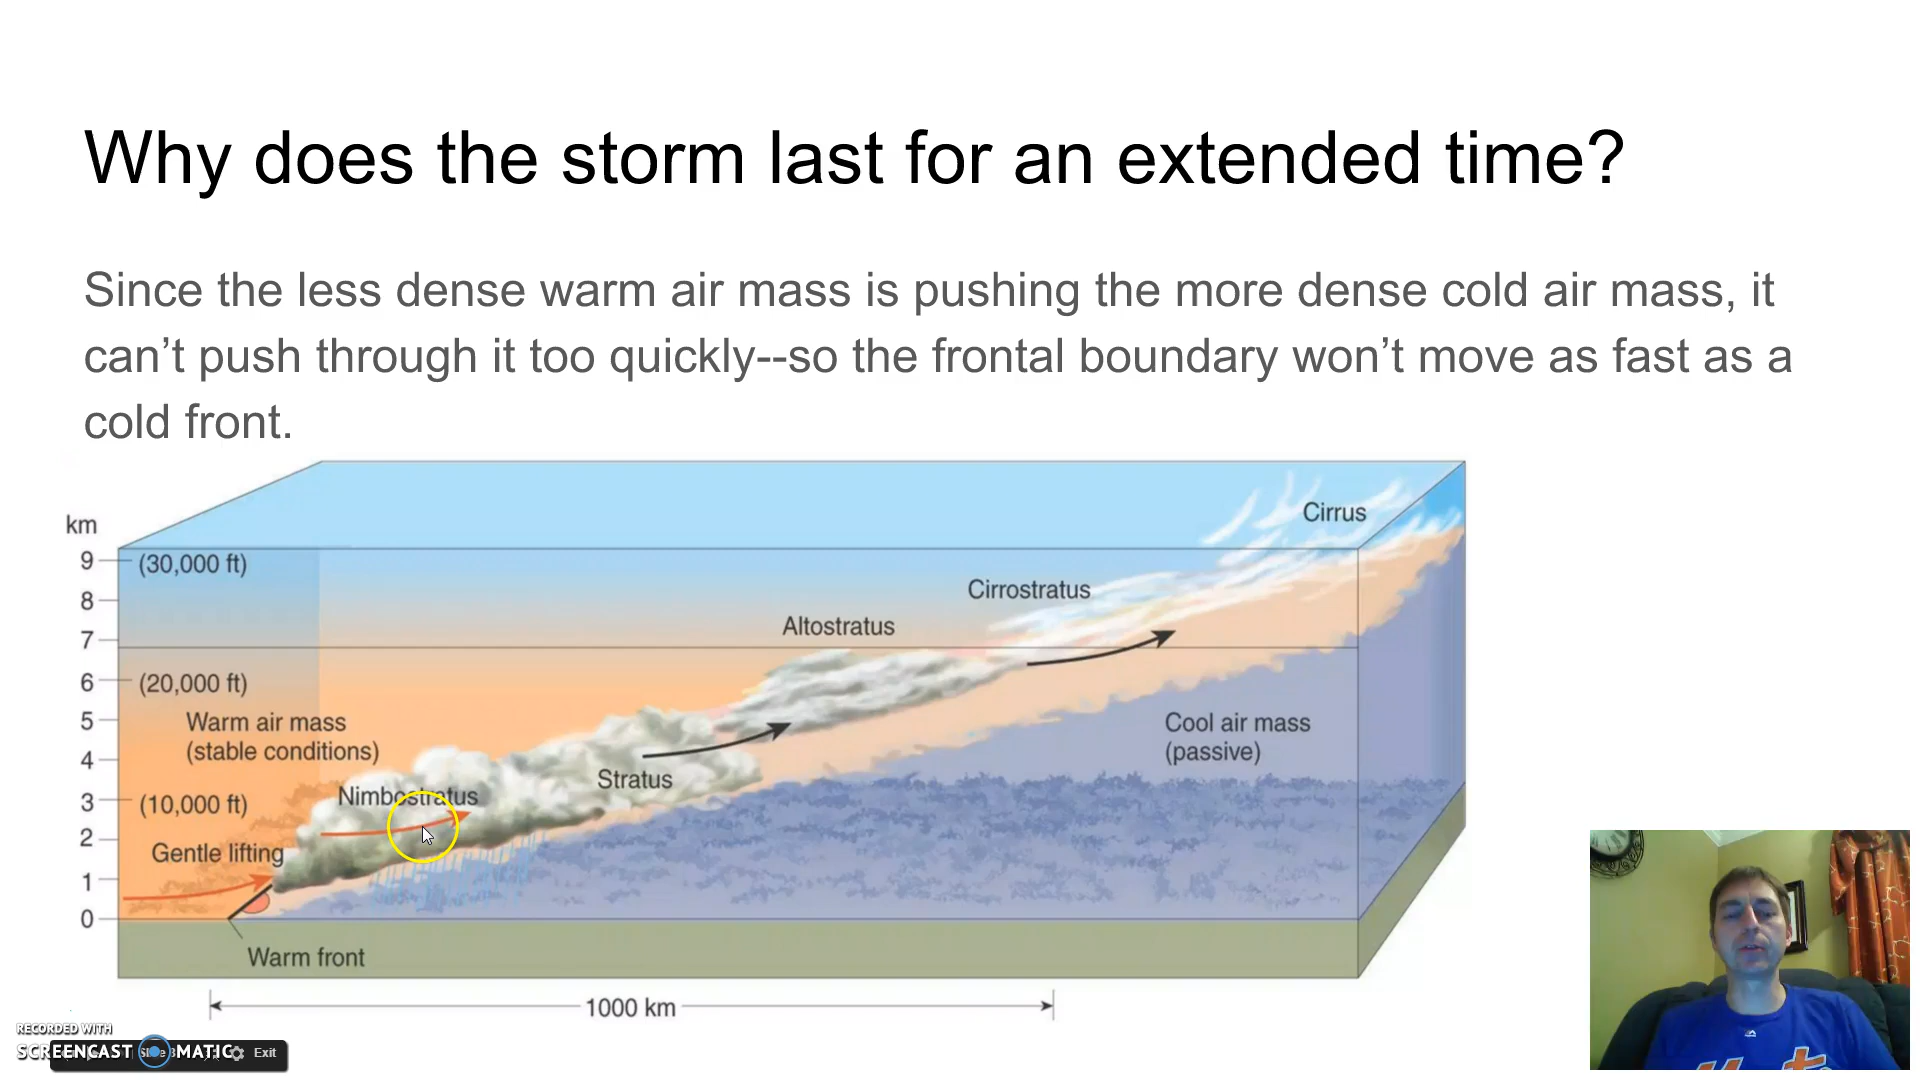 Why does the storm last for an extended time?
Since the less dense warm air mass is pushing the more dense cold air mass, it
can’t push through it too quickly--so the frontal boundary won’t move as fast as a
cold front.
km
9
(30,000 ft)
8
7
6
(20,000 ft)
5
4
3
(10,000 ft)
2
1
0
Cirrus
Cirrostratus
Altostratus
Warm air mass
(stable conditions)
Cool air mass
(passive)
Stratus
Nimbostratus
Gentle lifting
Warm front
1000 km
RECORDED WITH
SCREENCAST MATIC
Exit